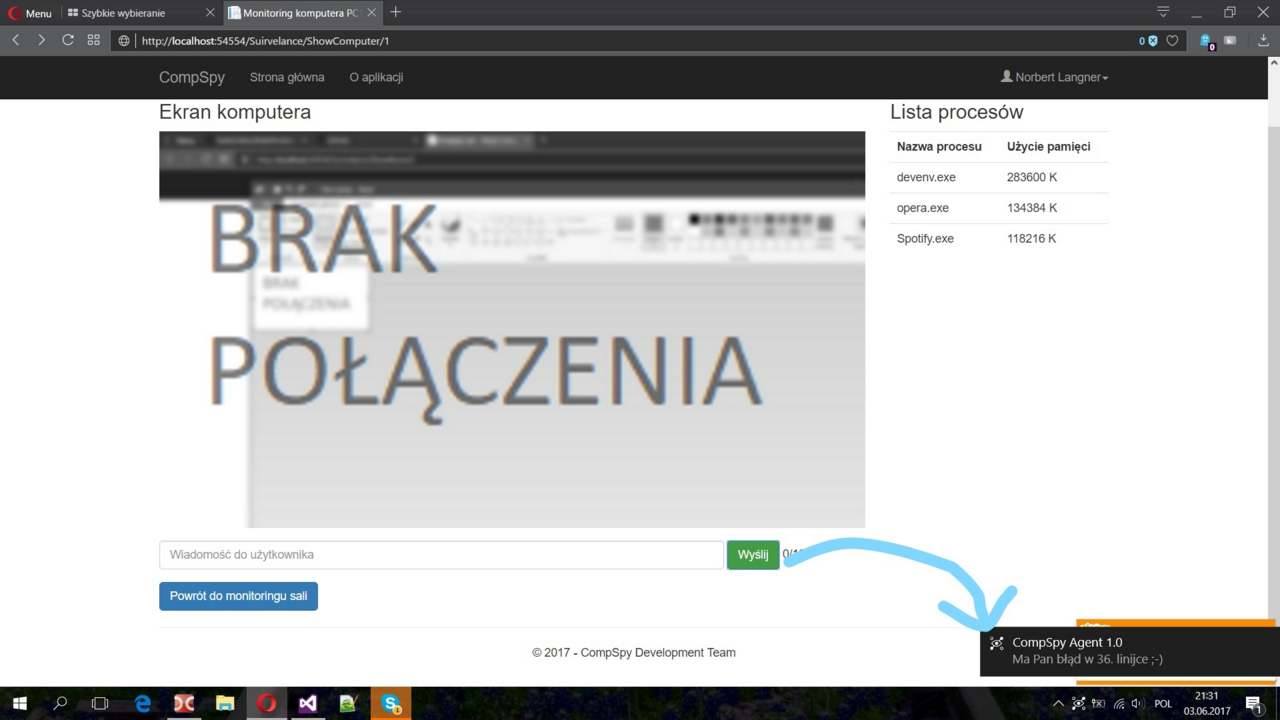 Menu
Szybkie wybieranie
Monitoring komputera PC
http://localhost:54554/Suirvelance/ShowComputer/1
0
0
CompSpy
Strona główna
O aplikacji
Norbert Langner
Ekran komputera
Lista procesów
Nazwa procesu Użycie pamięci
devenv.exe 283600 K
opera.exe 134384 K
Spotify.exe 118216 K
BRAK
POŁĄCZENIA
BRAK
POŁĄCZENIA
Wiadomość do użytkownika
Wyślij
Powrót do monitoringu sali
© 2017 - CompSpy Development Team
CompSpy Agent 1.0
Ma Pan błąd w 36. linijce ;-)
POL
21:31
03.06.2017
1